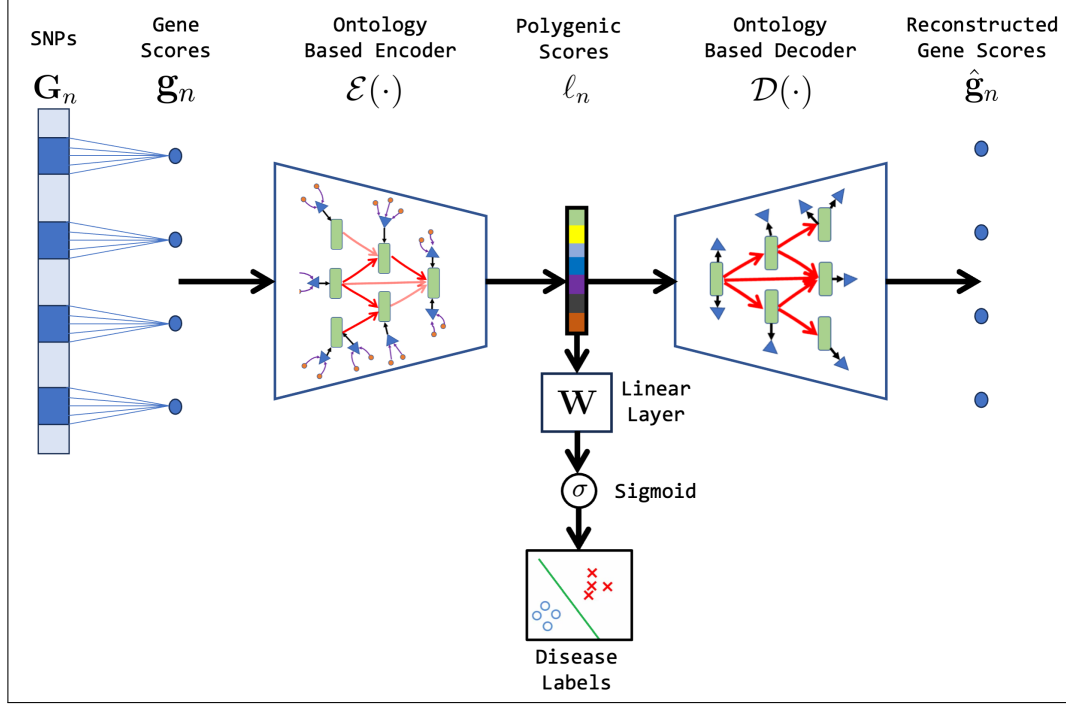 SNPs
Gene
Scores
Ontology
Based Encoder
Polygenic
Scores
Ontology
Based Decoder
Reconstructed
Gene Scores
𝐆ₙ
𝐠ₙ
ℰ(·)
ℓₙ
𝒟(·)
𝐠̂ₙ
W
Linear
Layer
σ
Sigmoid
Disease
Labels